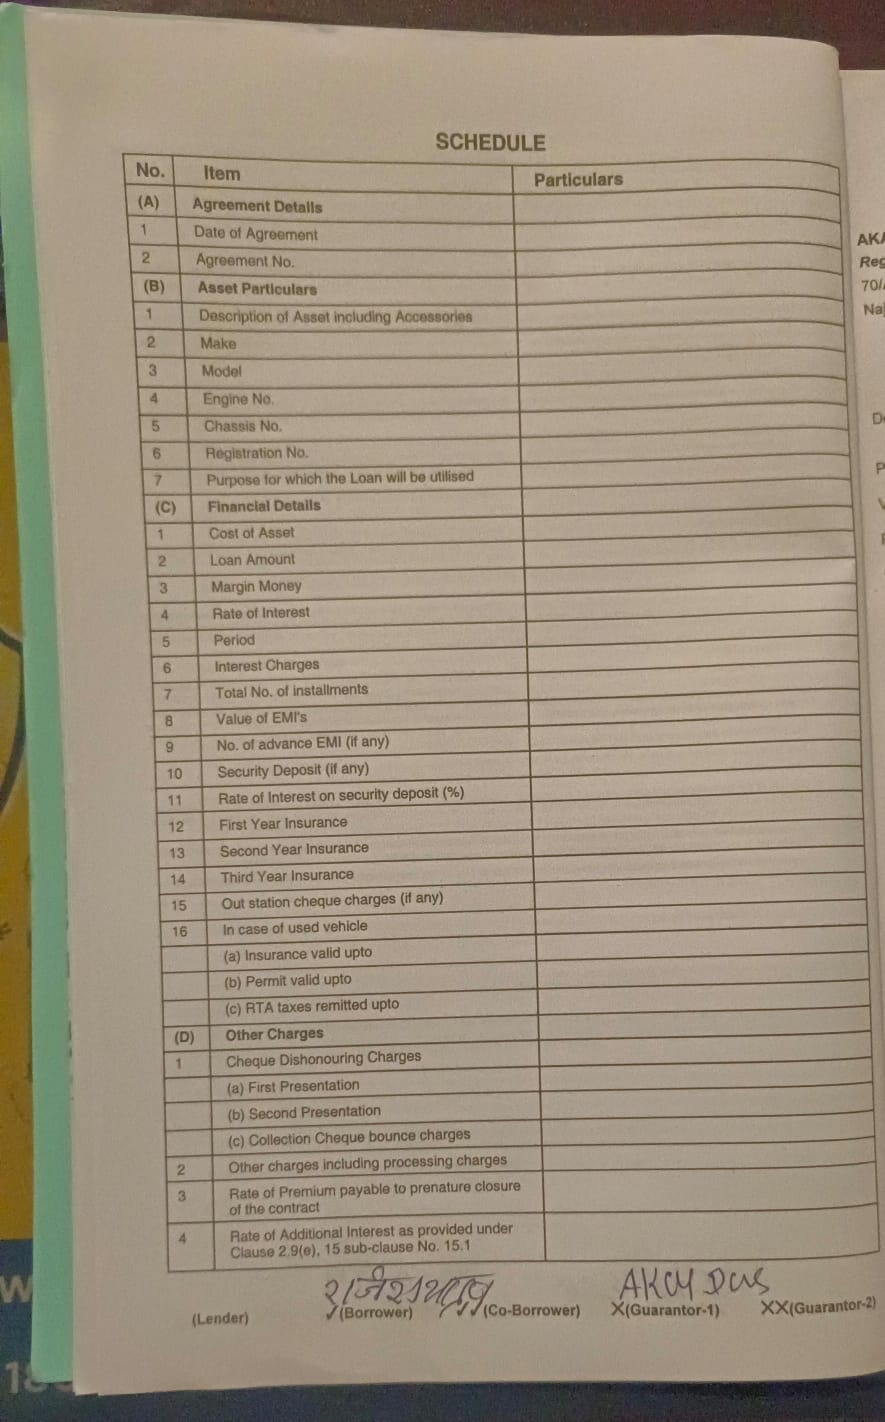 SCHEDULE
No. Item Particulars
(A) Agreement Details
1 Date of Agreement
2 Agreement No.
(B) Asset Particulars
1 Description of Asset including Accessories
2 Make
3 Model
4 Engine No.
5 Chassis No.
6 Registration No.
7 Purpose for which the Loan will be utilised
(C) Financial Details
1 Cost of Asset
2 Loan Amount
3 Margin Money
4 Rate of Interest
5 Period
6 Interest Charges
7 Total No. of installments
8 Value of EMI's
9 No. of advance EMI (if any)
10 Security Deposit (if any)
11 Rate of Interest on security deposit (%)
12 First Year Insurance
13 Second Year Insurance
14 Third Year Insurance
15 Out station cheque charges (if any)
16 In case of used vehicle
(a) Insurance valid upto
(b) Permit valid upto
(c) RTA taxes remitted upto
(D) Other Charges
1 Cheque Dishonouring Charges
(a) First Presentation
(b) Second Presentation
(c) Collection Cheque bounce charges
2 Other charges including processing charges
3 Rate of Premium payable to prenature closure
of the contract
4 Rate of Additional Interest as provided under
Clause 2.9(e), 15 sub-clause No. 15.1
(Lender) ✓(Borrower) ✓✓(Co-Borrower) X(Guarantor-1) XX(Guarantor-2)